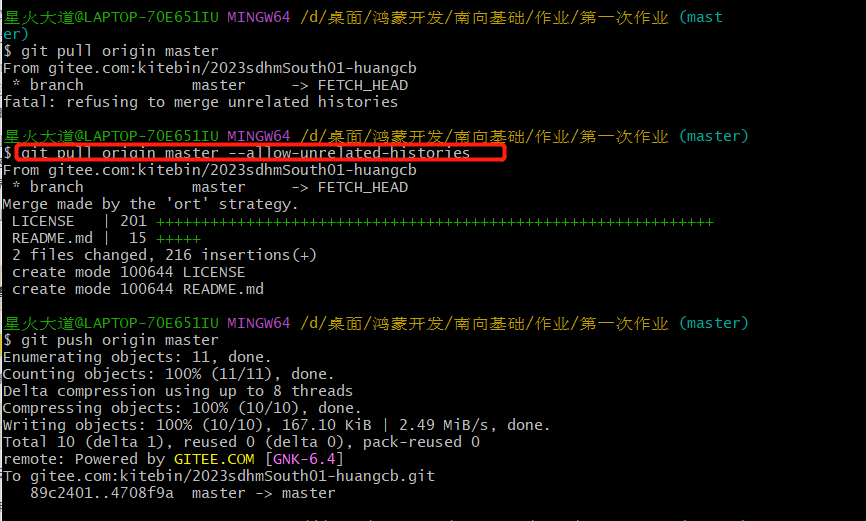 星火大道@LAPTOP-70E651IU MINGW64 /d/桌面/鸿蒙开发/南向基础/作业/第一次作业 (mast
er)
$ git pull origin master
From gitee.com:kitebin/2023sdhmSouth01-huangcb
 * branch            master     -> FETCH_HEAD
fatal: refusing to merge unrelated histories
星火大道@LAPTOP-70E651IU MINGW64 /d/桌面/鸿蒙开发/南向基础/作业/第一次作业 (master)
$ git pull origin master --allow-unrelated-histories
From gitee.com:kitebin/2023sdhmSouth01-huangcb
 * branch            master     -> FETCH_HEAD
Merge made by the 'ort' strategy.
 LICENSE   | 201 +++++++++++++++++++++++++++++++++++++++++++++++++++++++++++++++++
 README.md |  15 +++++
 2 files changed, 216 insertions(+)
 create mode 100644 LICENSE
 create mode 100644 README.md
星火大道@LAPTOP-70E651IU MINGW64 /d/桌面/鸿蒙开发/南向基础/作业/第一次作业 (master)
$ git push origin master
Enumerating objects: 11, done.
Counting objects: 100% (11/11), done.
Delta compression using up to 8 threads
Compressing objects: 100% (10/10), done.
Writing objects: 100% (10/10), 167.10 KiB | 2.49 MiB/s, done.
Total 10 (delta 1), reused 0 (delta 0), pack-reused 0
remote: Powered by GITEE.COM [GNK-6.4]
To gitee.com:kitebin/2023sdhmSouth01-huangcb.git
   89c2401..4708f9a  master -> master